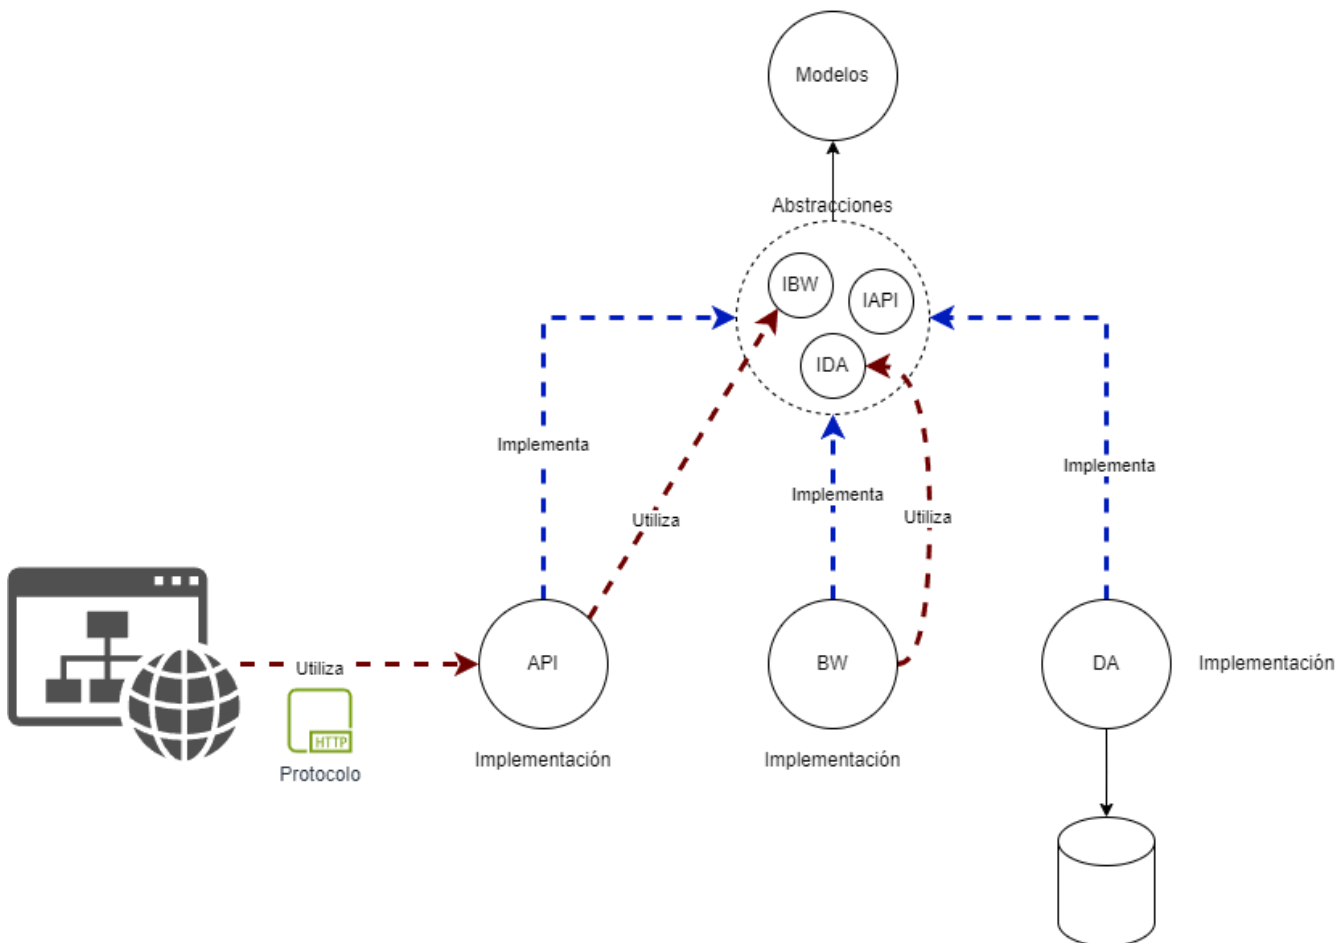 Modelos
Abstracciones
IBW
IAPI
IDA
Implementa
Implementa
Implementa
Utiliza
Utiliza
Utiliza
API
BW
DA
Implementación
HTTP
Protocolo
Implementación
Implementación